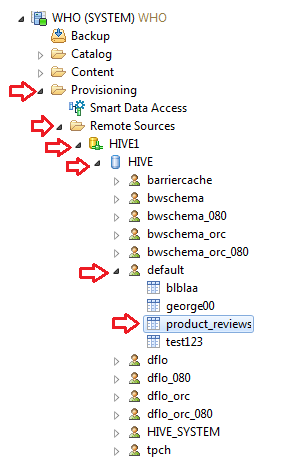 WHO (SYSTEM) WHO
Backup
Catalog
Content
Provisioning
Smart Data Access
Remote Sources
HIVE1
HIVE
barriercache
bwschema
bwschema_080
bwschema_orc
bwschema_orc_080
default
blblaa
george00
product_reviews
test123
dflo
dflo_080
dflo_orc
dflo_orc_080
HIVE_SYSTEM
tpch